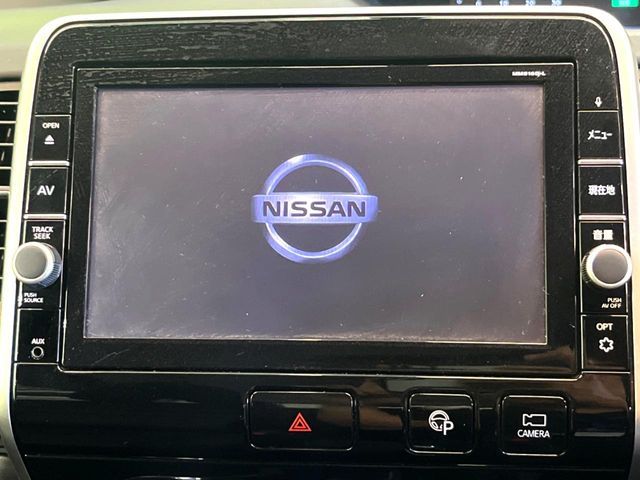 OPEN
AV
TRACK
SEEK
PUSH
SOURCE
AUX
NISSAN
メニュー
現在地
音量
PUSH
AV OFF
OPT
P
CAMERA